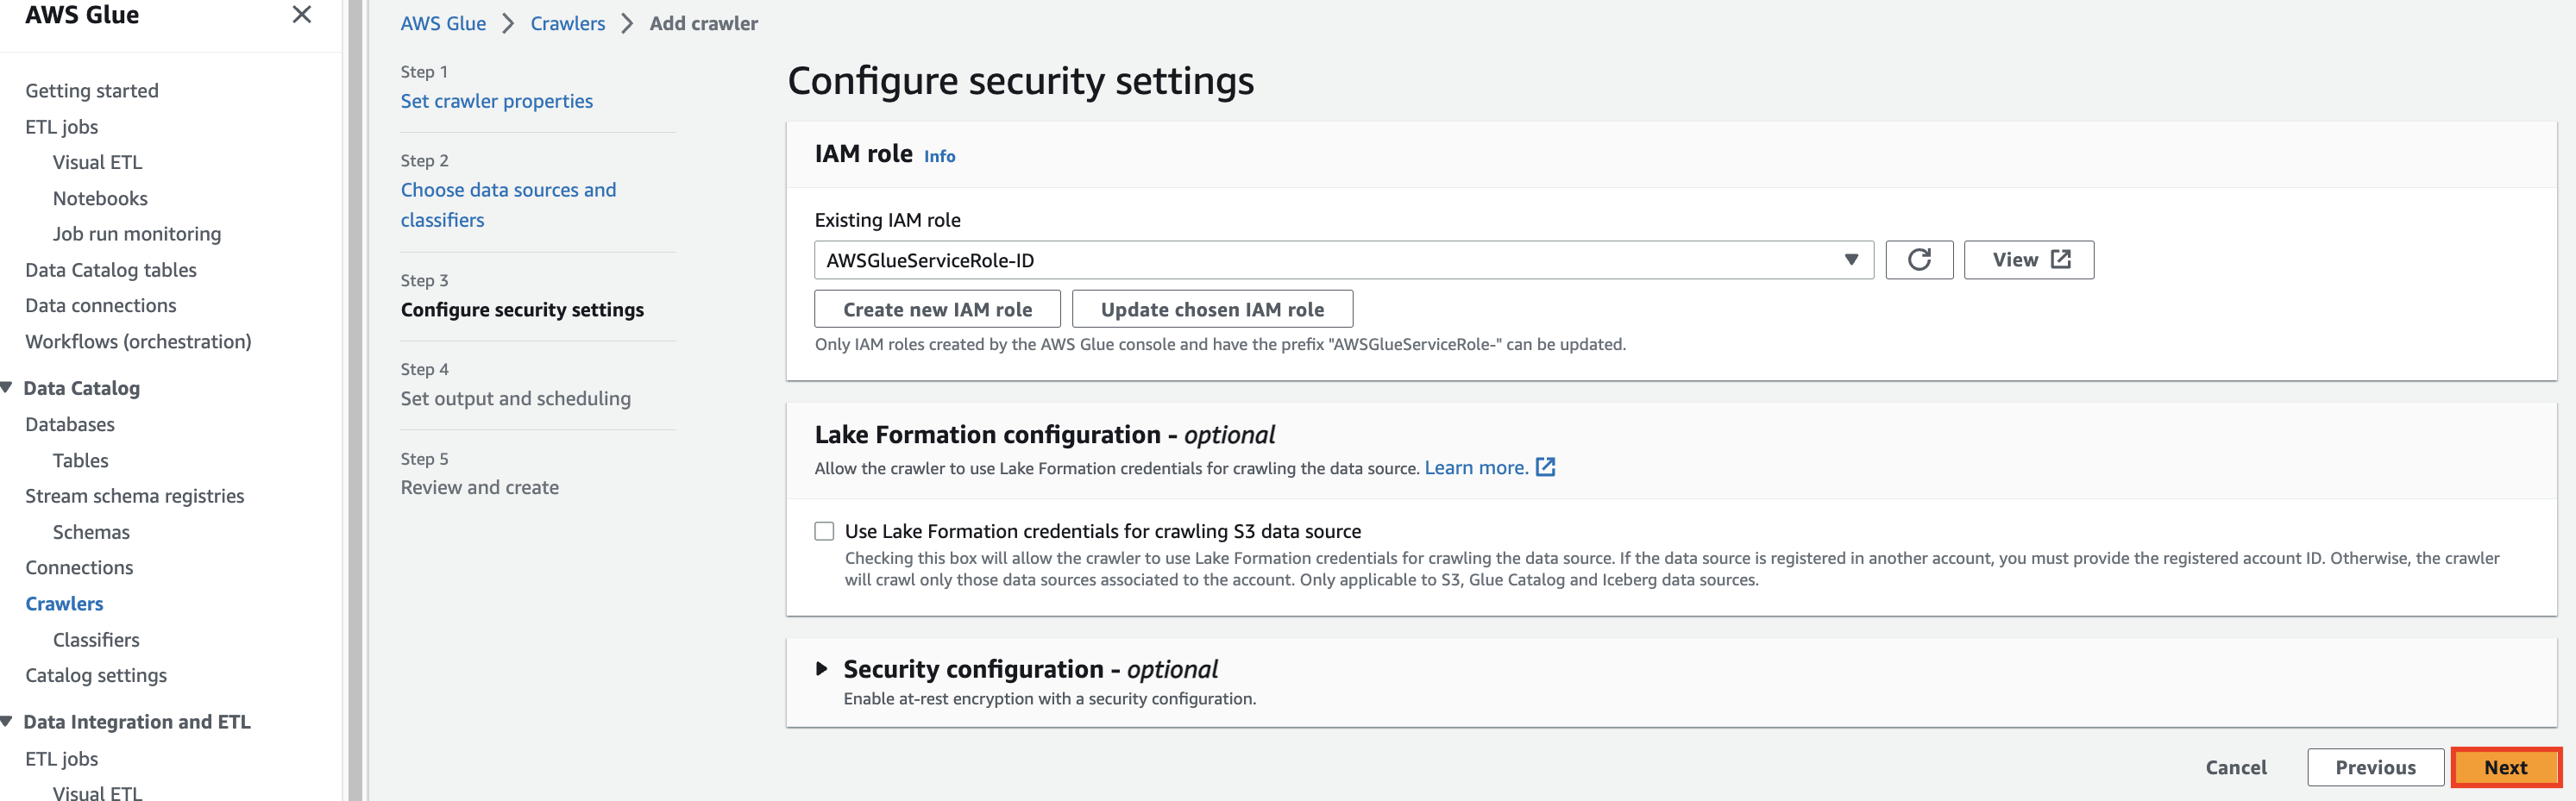 AWS Glue
Getting started
ETL jobs
Visual ETL
Notebooks
Job run monitoring
Data Catalog tables
Data connections
Workflows (orchestration)
Data Catalog
Databases
Tables
Stream schema registries
Schemas
Connections
Crawlers
Classifiers
Catalog settings
Data Integration and ETL
ETL jobs
Visual ETL
AWS Glue > Crawlers > Add crawler
Step 1
Set crawler properties
Step 2
Choose data sources and
classifiers
Step 3
Configure security settings
Step 4
Set output and scheduling
Step 5
Review and create
Configure security settings
IAM role Info
Existing IAM role
AWSGlueServiceRole-ID
View
Create new IAM role Update chosen IAM role
Only IAM roles created by the AWS Glue console and have the prefix "AWSGlueServiceRole-" can be updated.
Lake Formation configuration - optional
Allow the crawler to use Lake Formation credentials for crawling the data source. Learn more.
Use Lake Formation credentials for crawling S3 data source
Checking this box will allow the crawler to use Lake Formation credentials for crawling the data source. If the data source is registered in another account, you must provide the registered account ID. Otherwise, the crawler
will crawl only those data sources associated to the account. Only applicable to S3, Glue Catalog and Iceberg data sources.
Security configuration - optional
Enable at-rest encryption with a security configuration.
Cancel Previous Next